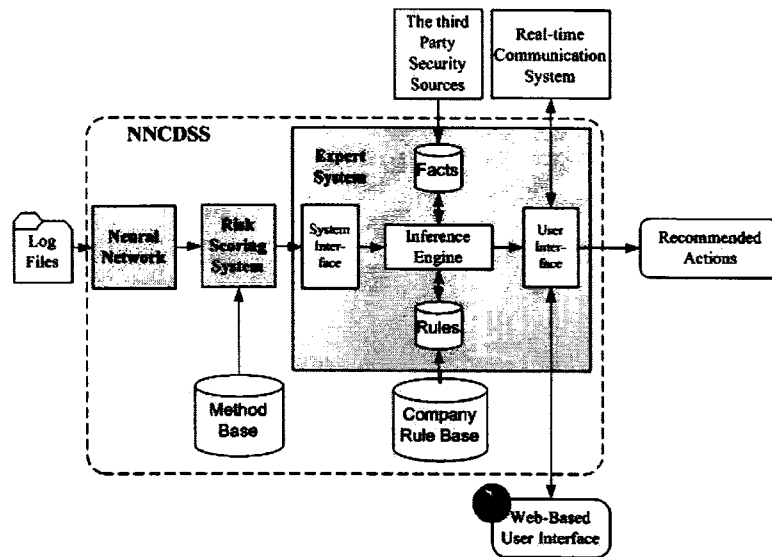 The third
Party
Security
Sources
Real-time
Communication
System
NNCDSS
Expert
System
Facts
Log
Files
Neural
Network
Risk
Scoring
System
System
Inter-
face
Inference
Engine
User
Inter-
face
Recommended
Actions
Rules
Method
Base
Company
Rule Base
Web-Based
User Interface